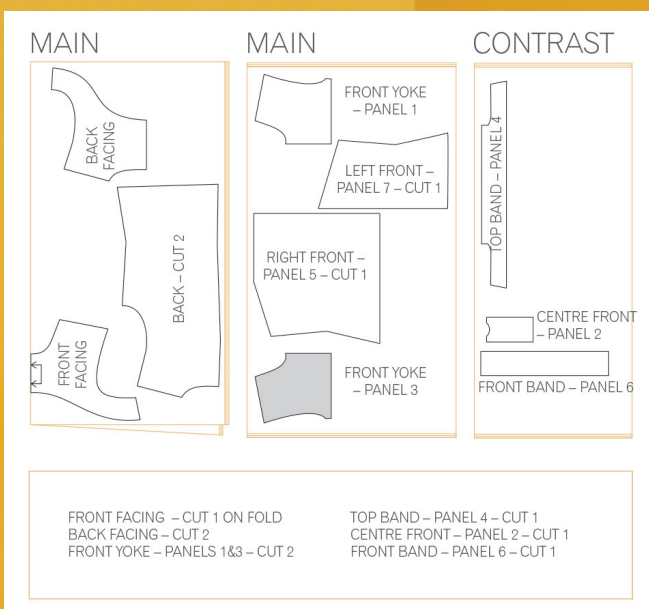 MAIN
BACK
FACING
BACK – CUT 2
FRONT
FACING
MAIN
FRONT YOKE
– PANEL 1
LEFT FRONT –
PANEL 7 – CUT 1
RIGHT FRONT –
PANEL 5 – CUT 1
FRONT YOKE
– PANEL 3
CONTRAST
TOP BAND – PANEL 4
CENTRE FRONT
– PANEL 2
FRONT BAND – PANEL 6
FRONT FACING – CUT 1 ON FOLD
BACK FACING – CUT 2
FRONT YOKE – PANELS 1&3 – CUT 2
TOP BAND – PANEL 4 – CUT 1
CENTRE FRONT – PANEL 2 – CUT 1
FRONT BAND – PANEL 6 – CUT 1